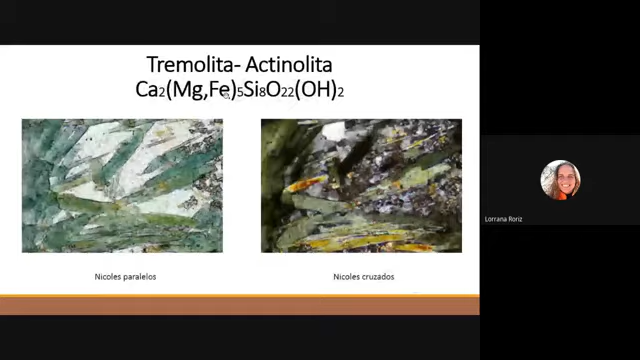 Tremolita- Actinolita
Ca2(Mg,Fe)5Si8O22(OH)2
Nicoles paralelos
Nicoles cruzados
Lorrana Roriz